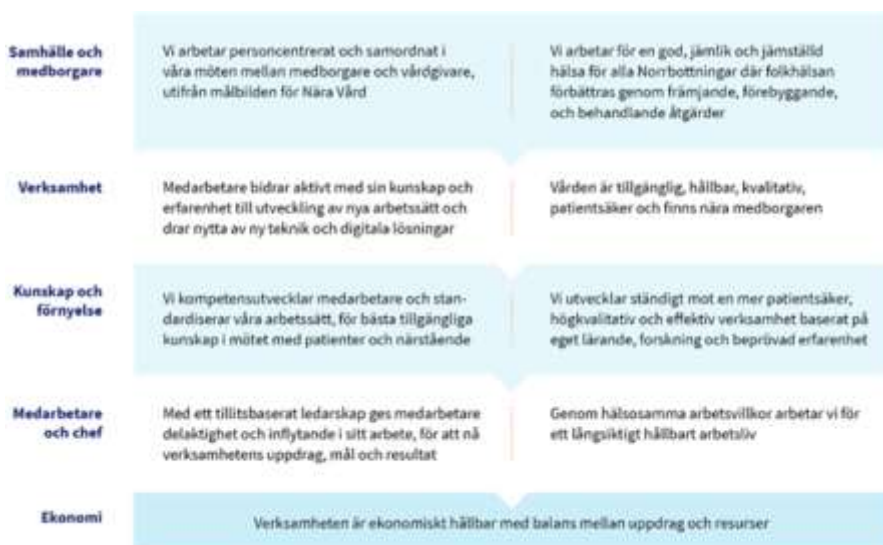 Samhälle och
medborgare
Vi arbetar personcentrerat och samordnat i
våra möten mellan medborgare och vårdgivare,
utifrån målbilden för Nära Vård
Vi arbetar för en god, jämlik och jämställd
hälsa för alla Norrbottningar där folkhälsan
förbättras genom främjande, förebyggande,
och behandlande åtgärder
Verksamhet
Medarbetare bidrar aktivt med sin kunskap och
erfarenhet till utveckling av nya arbetssätt och
drar nytta av ny teknik och digitala lösningar
Vården är tillgänglig, hållbar, kvalitativ,
patientsäker och finns nära medborgaren
Kunskap och
förnyelse
Vi kompetensutvecklar medarbetare och stan-
dardiserar våra arbetssätt, för bästa tillgängliga
kunskap i mötet med patienter och närstående
Vi utvecklar ständigt mot en mer patientsäker,
högkvalitativ och effektiv verksamhet baserat på
eget lärande, forskning och beprövad erfarenhet
Medarbetare
och chef
Med ett tillitsbaserat ledarskap ges medarbetare
delaktighet och inflytande i sitt arbete, för att nå
verksamhetens uppdrag, mål och resultat
Genom hälsosamma arbetsvillkor arbetar vi för
ett långsiktigt hållbart arbetsliv
Ekonomi
Verksamheten är ekonomiskt hållbar med balans mellan uppdrag och resurser